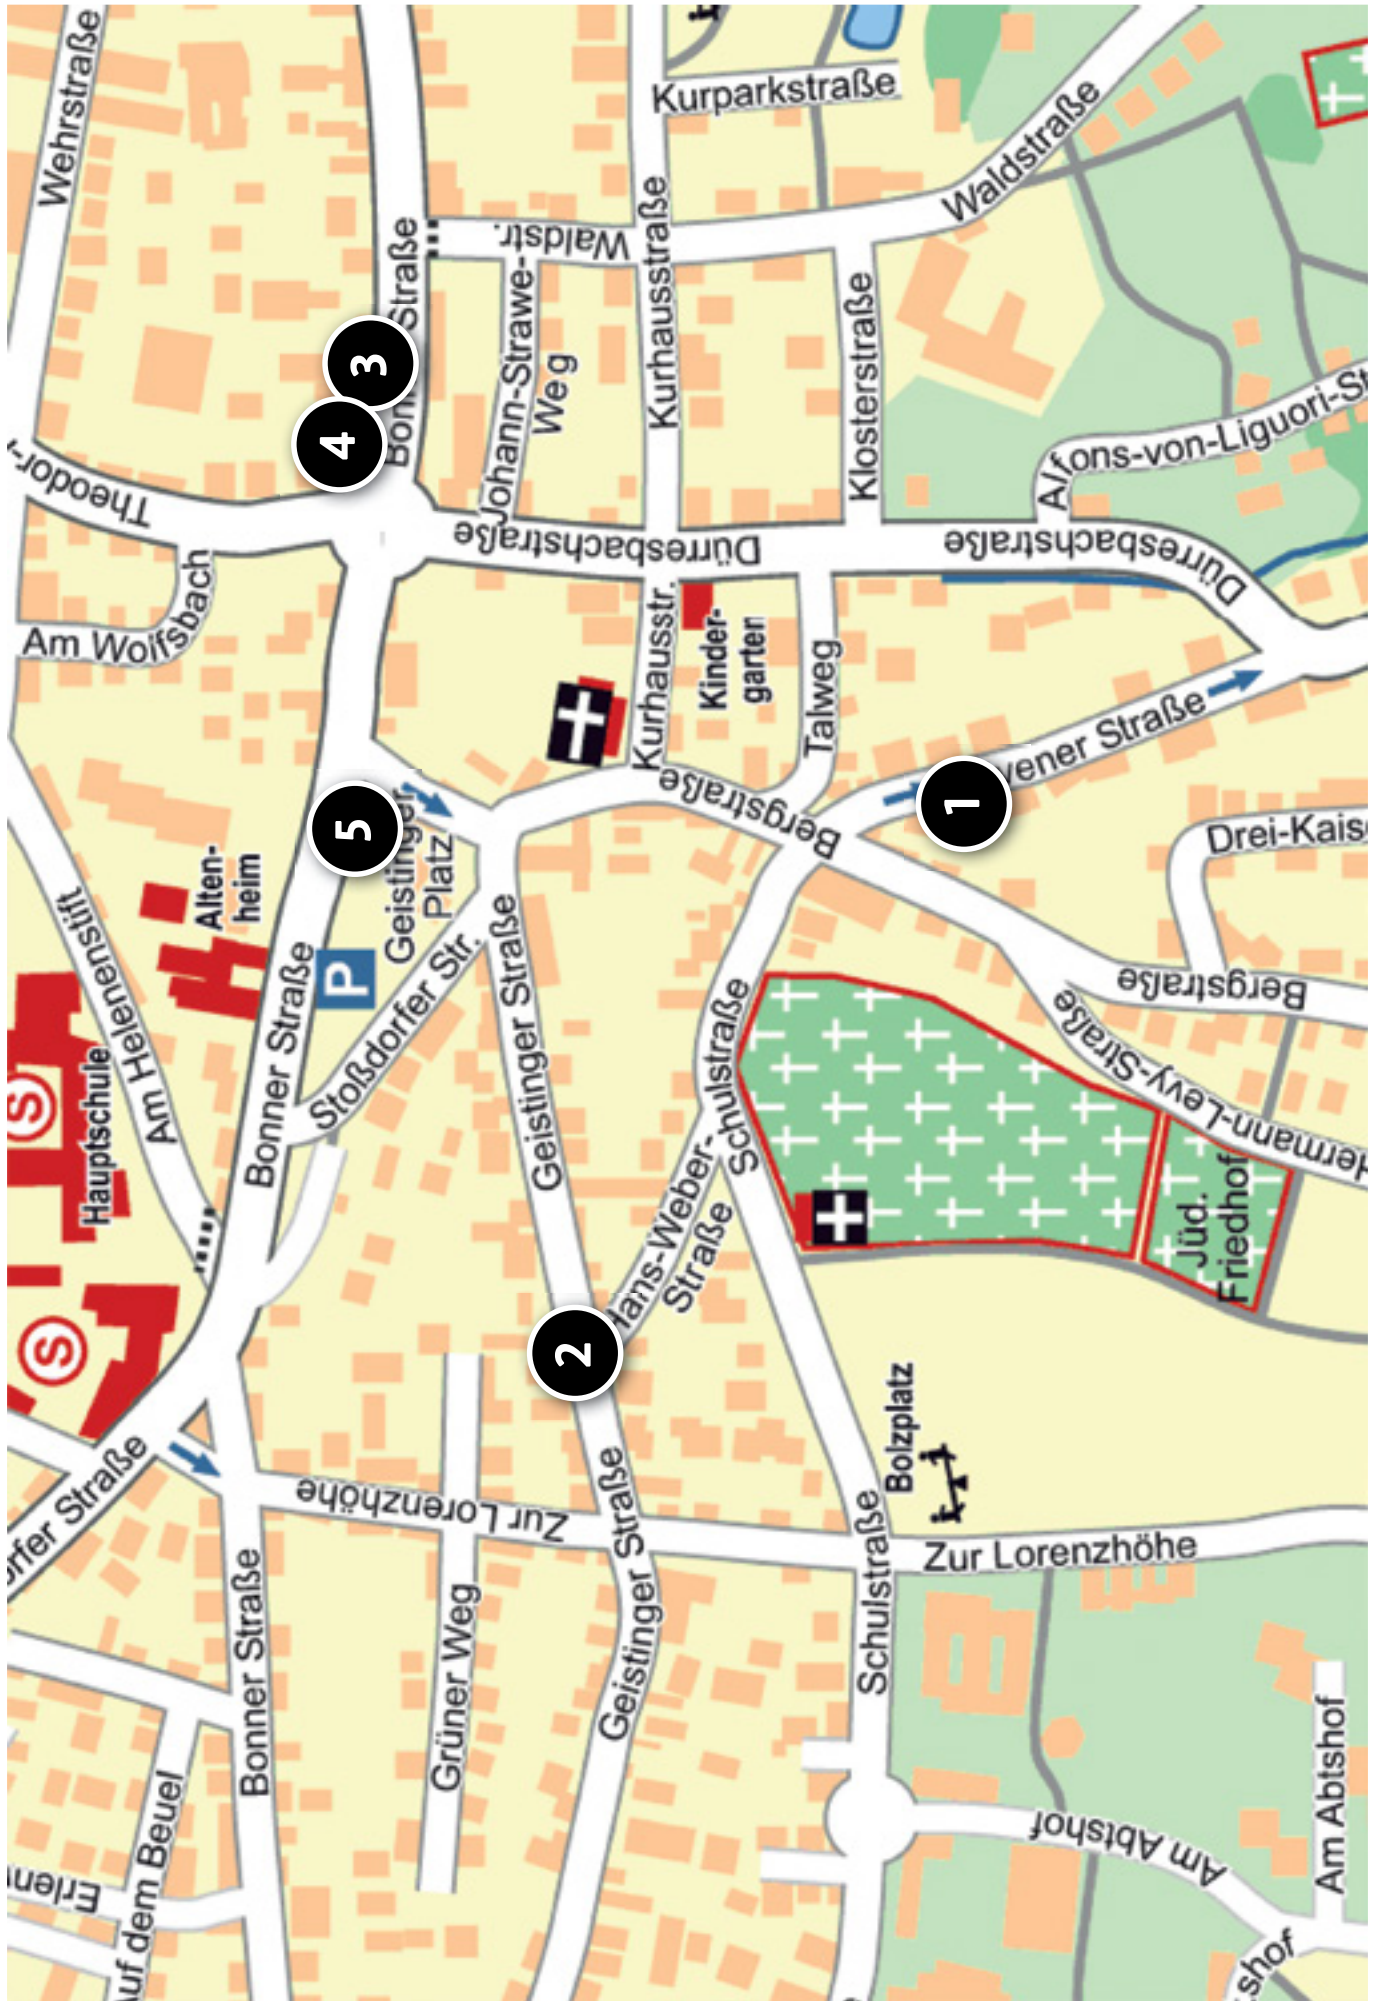 Erlen
S
S
Hauptschule
orfer Straße
Am Helenenstift
Theodor-
Wehrstraße
Am Wolfsbach
Auf dem Beuel
Alten-
heim
Bonner Straße
Bonner Straße
P
5
4
3
Bonner Straße
Stoßdorfer Str.
Geistinger
Platz
Zur Lorenzhöhe
Grüner Weg
Geistinger Straße
Johann-Strawe-
Weg
Waldstr.
Dürresbachstraße
2
Geistinger Straße
Hans-Weber-
Straße
Kurhausstr.
Kurhausstraße
Kurparkstraße
Kinder-
garten
Schulstraße
Bergstraße
Talweg
Klosterstraße
Schulstraße
Bolzplatz
1
wener Straße
Waldstraße
Zur Lorenzhöhe
Dürresbachstraße
Alfons-von-Liguori-St
Am Abtshof
Jüd.
Friedhof
Hermann-Levy-Straße
Bergstraße
Drei-Kais
shof
Am Abtshof